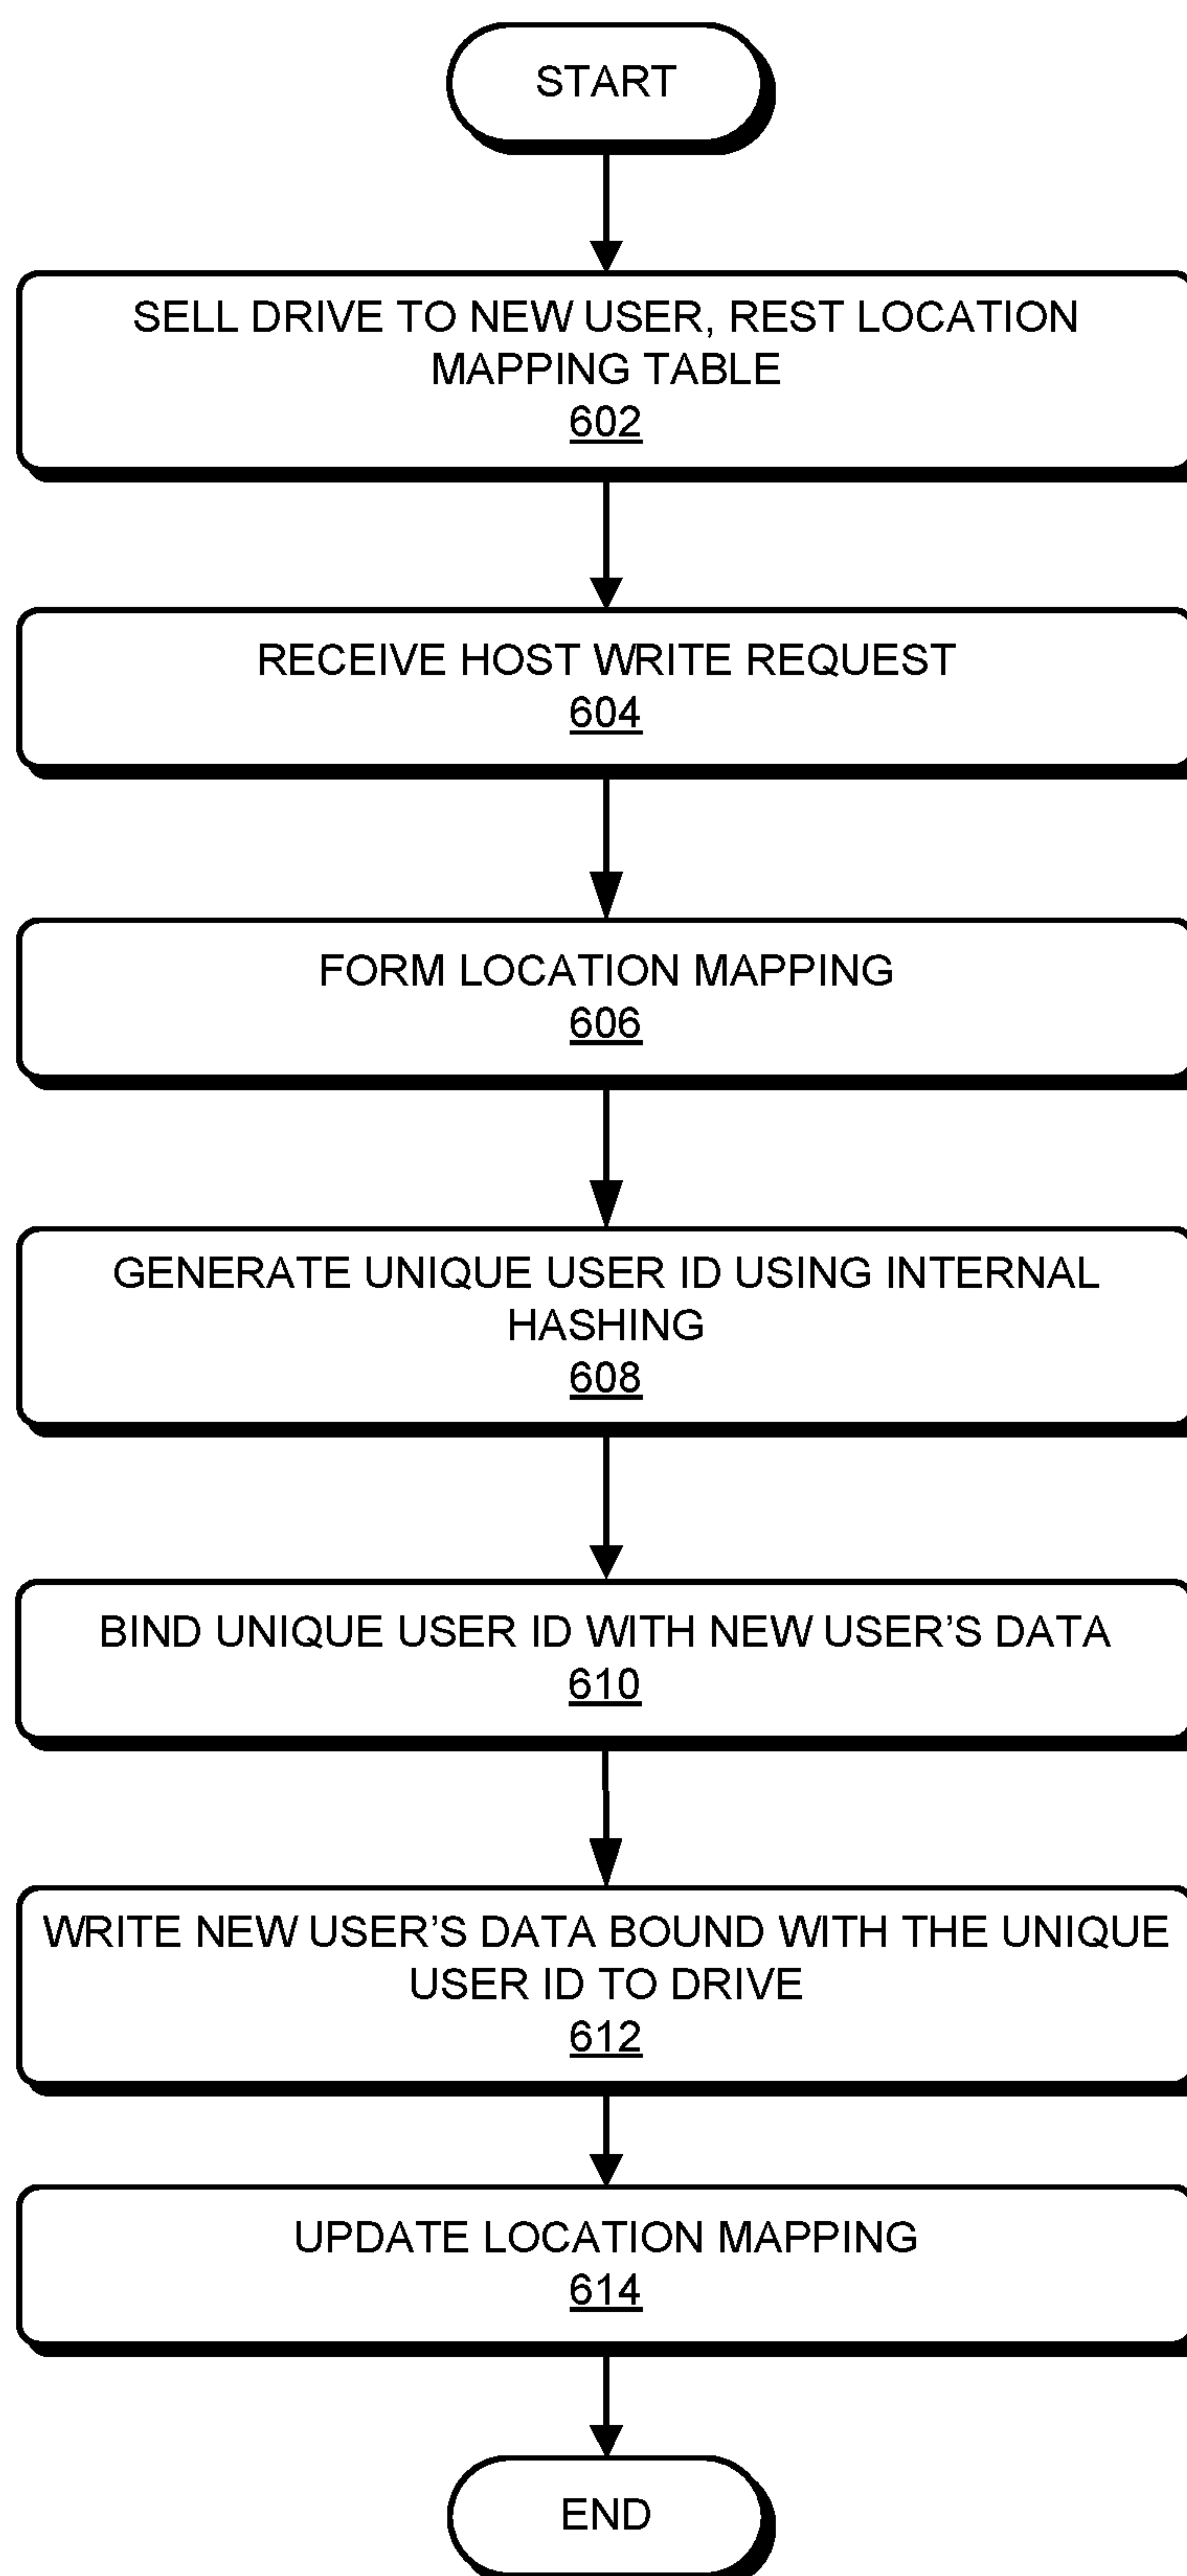 START
SELL DRIVE TO NEW USER, REST LOCATION
MAPPING TABLE
602
RECEIVE HOST WRITE REQUEST
604
FORM LOCATION MAPPING
606
GENERATE UNIQUE USER ID USING INTERNAL
HASHING
608
BIND UNIQUE USER ID WITH NEW USER’S DATA
610
WRITE NEW USER’S DATA BOUND WITH THE UNIQUE
USER ID TO DRIVE
612
UPDATE LOCATION MAPPING
614
END